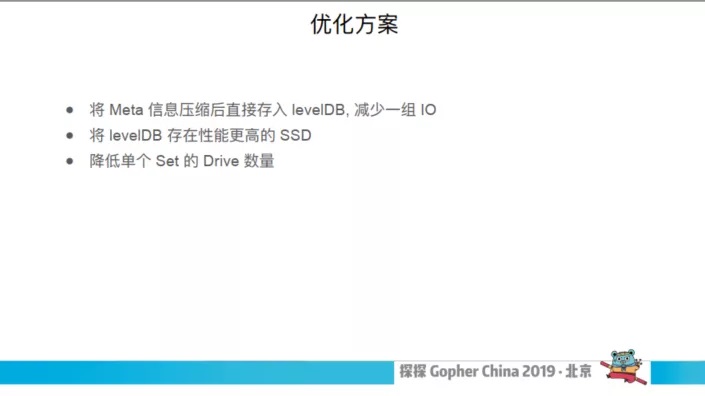 优化方案
● 将 Meta 信息压缩后直接存入 levelDB, 减少一组 IO
● 将 levelDB 存在性能更高的 SSD
● 降低单个 Set 的 Drive 数量
探探 Gopher China 2019 · 北京